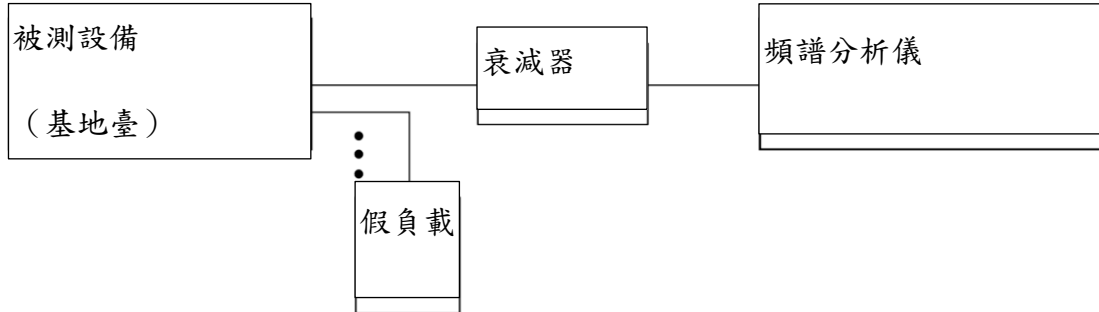 被測設備
（基地臺）
衰減器
頻譜分析儀
假負載